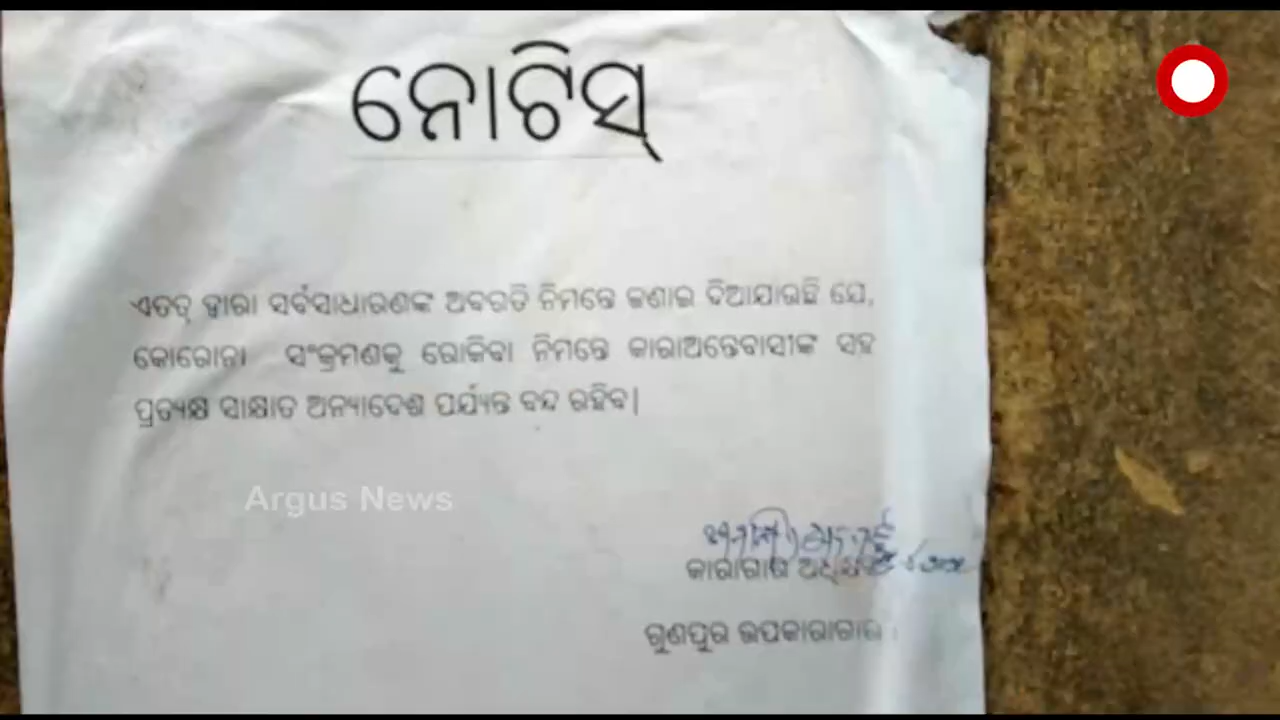 ନୋଟିସ୍
ଏତତ୍ ଦ୍ୱାରା ସର୍ବସାଧାରଣଙ୍କ ଅବଗତି ନିମନ୍ତେ ଜଣାଇ ଦିଆଯାଉଛି ଯେ,
କୋରୋନା ସଂକ୍ରମଣକୁ ରୋକିବା ନିମନ୍ତେ କାରାଅନ୍ତେବାସୀଙ୍କ ସହ
ପ୍ରତ୍ୟକ୍ଷ ସାକ୍ଷାତ ଅନ୍ୟାଦେଶ ପର୍ଯ୍ୟନ୍ତ ବନ୍ଦ ରହିବ|
Argus News
ଗୁଣପୁର ଉପକାରାଗାର